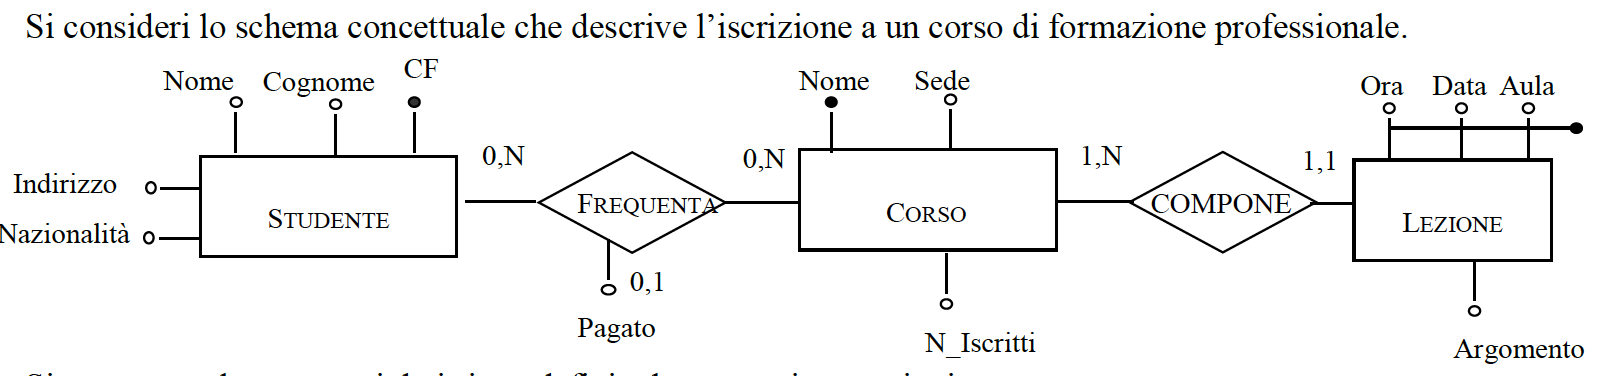 Si consideri lo schema concettuale che descrive l’iscrizione a un corso di formazione professionale.
Nome Cognome CF
Nome Sede
Ora Data Aula
0,N
0,N
1,N
1,1
Indirizzo
Nazionalità
STUDENTE
FREQUENTA
CORSO
COMPONE
LEZIONE
0,1
Pagato
N_Iscritti
Argomento